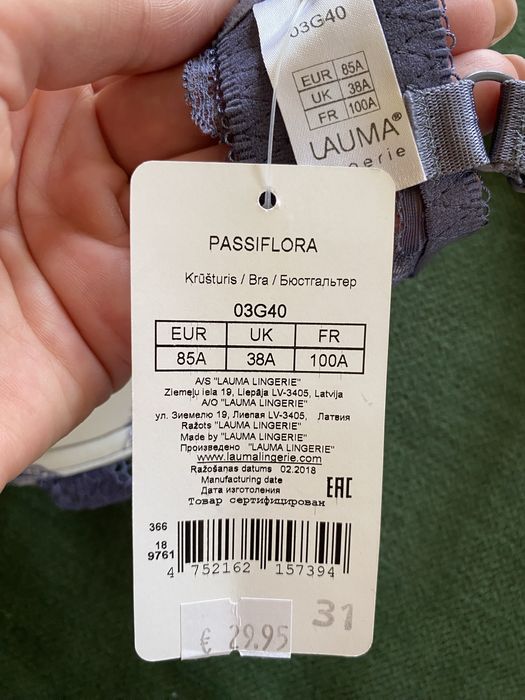 03G40
EUR 85A
UK 38A
FR 100A
LAUMA®
erie
PASSIFLORA
Krūšturis / Bra / Бюстгальтер
03G40
EUR UK FR
85A 38A 100A
A/S "LAUMA LINGERIE"
Ziemeļu iela 19, Liepāja LV-3405, Latvija
A/O "LAUMA LINGERIE"
ул. Зиемелю 19, Лиепая LV-3405, Латвия
Ražots "LAUMA LINGERIE"
Made by "LAUMA LINGERIE"
Произведено "LAUMA LINGERIE"
www.laumalingerie.com
Ražošanas datums 02.2018
Manufacturing date
Дата изготоления
Товар сертифицирован
EAC
366
18
9761
4 752162 157394
€ 29.95
31